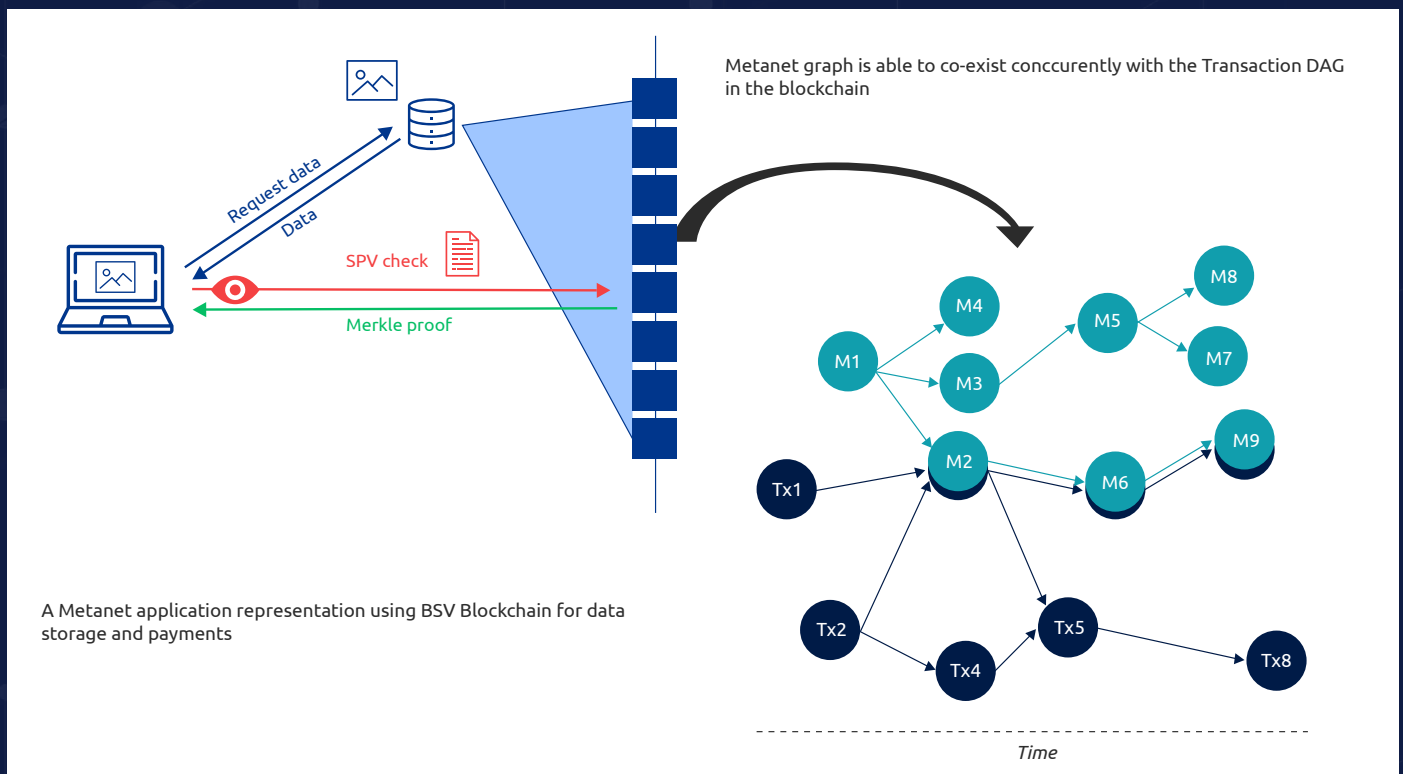 Metanet graph is able to co-exist conccurently with the Transaction DAG
in the blockchain
Request data
Data
SPV check
Merkle proof
M8
M4
M5
M7
M1
M3
M9
M2
M6
Tx1
A Metanet application representation using BSV Blockchain for data
storage and payments
Tx2
Tx5
Tx4
Tx8
Time